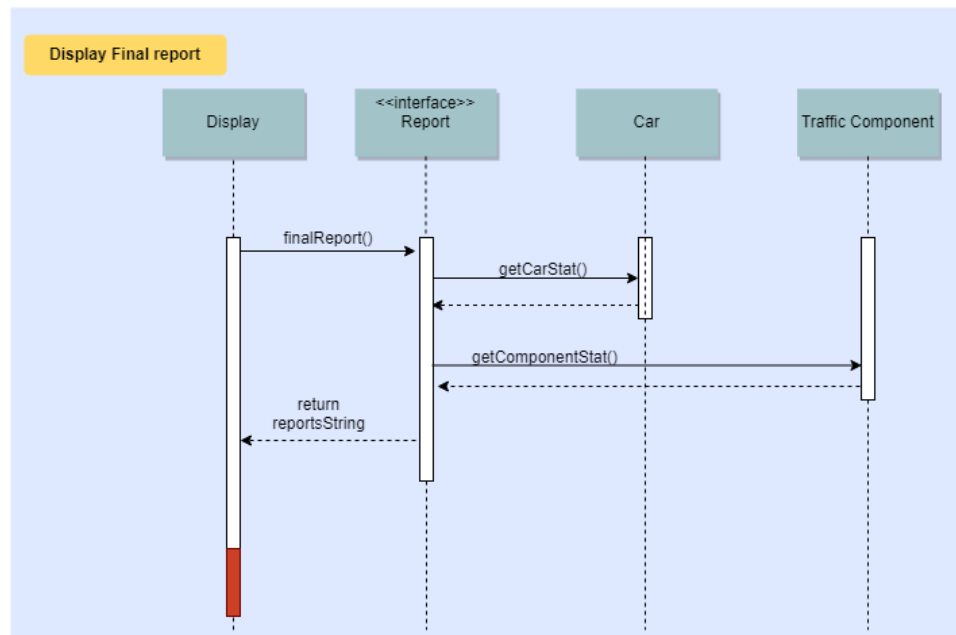 Display Final report
Display
<<interface>>
Report
Car
Traffic Component
finalReport()
getCarStat()
getComponentStat()
return
reportsString